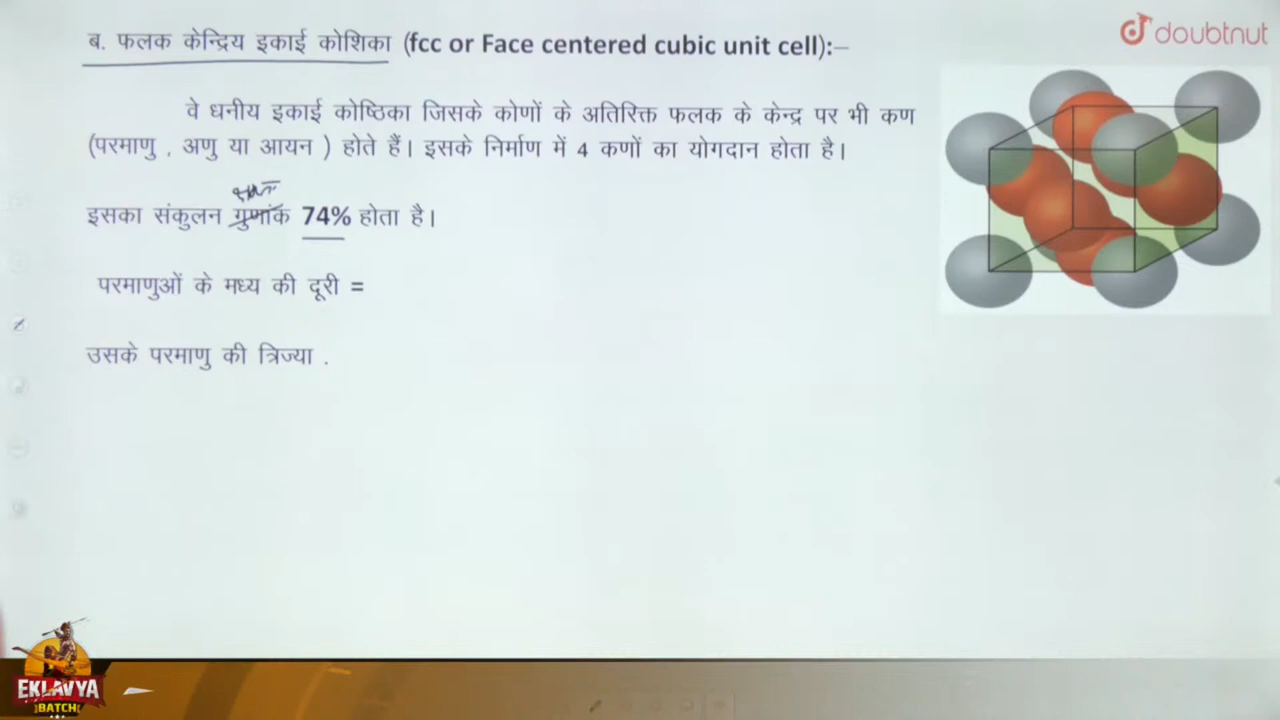 ब. फलक केन्द्रिय इकाई कोशिका (fcc or Face centered cubic unit cell):–
doubtnut
वे धनीय इकाई कोष्ठिका जिसके कोणों के अतिरिक्त फलक के केन्द्र पर भी कण
(परमाणु , अणु या आयन ) होते हैं। इसके निर्माण में 4 कणों का योगदान होता है।
इसका संकुलन गुणांक 74% होता है।
परमाणुओं के मध्य की दूरी =
उसके परमाणु की त्रिज्या .
EKLAVYA
BATCH